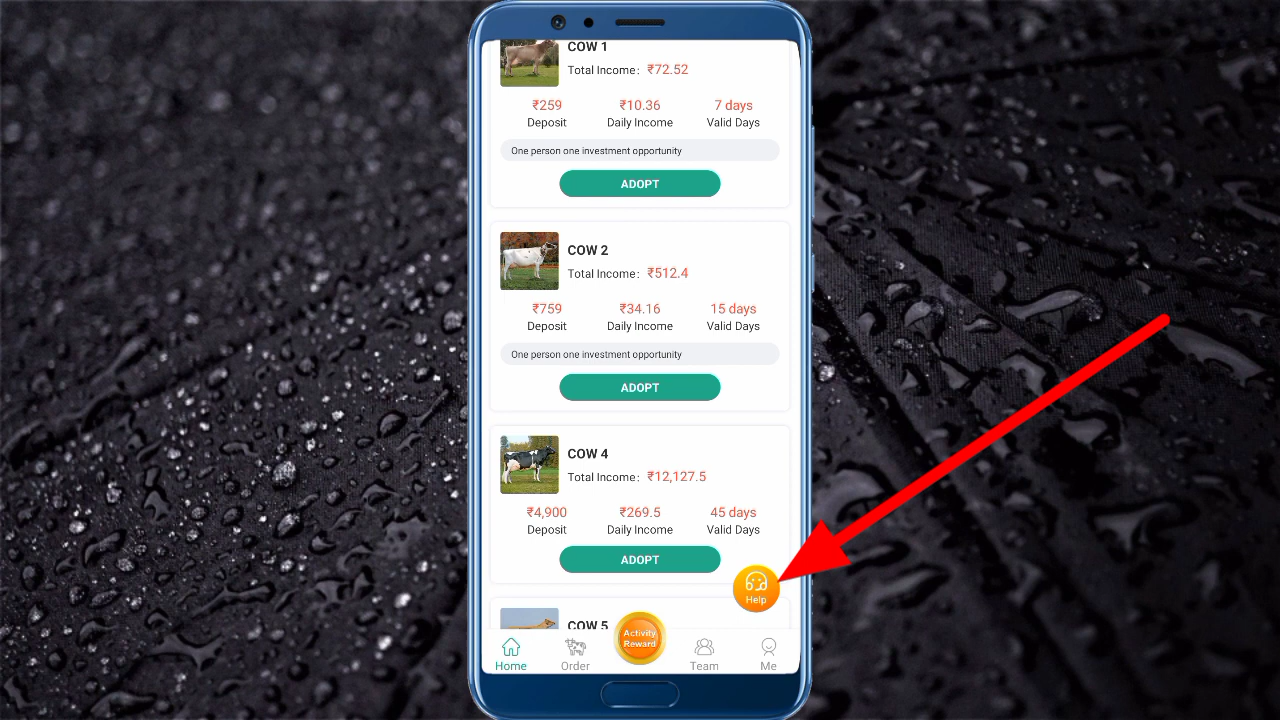 COW 1
Total Income: ₹72.52
₹259 ₹10.36 7 days
Deposit Daily Income Valid Days
One person one investment opportunity
ADOPT
COW 2
Total Income: ₹512.4
₹759 ₹34.16 15 days
Deposit Daily Income Valid Days
One person one investment opportunity
ADOPT
COW 4
Total Income: ₹12,127.5
₹4,900 ₹269.5 45 days
Deposit Daily Income Valid Days
ADOPT
Help
COW 5
Activity
Reward
Home Order Team Me